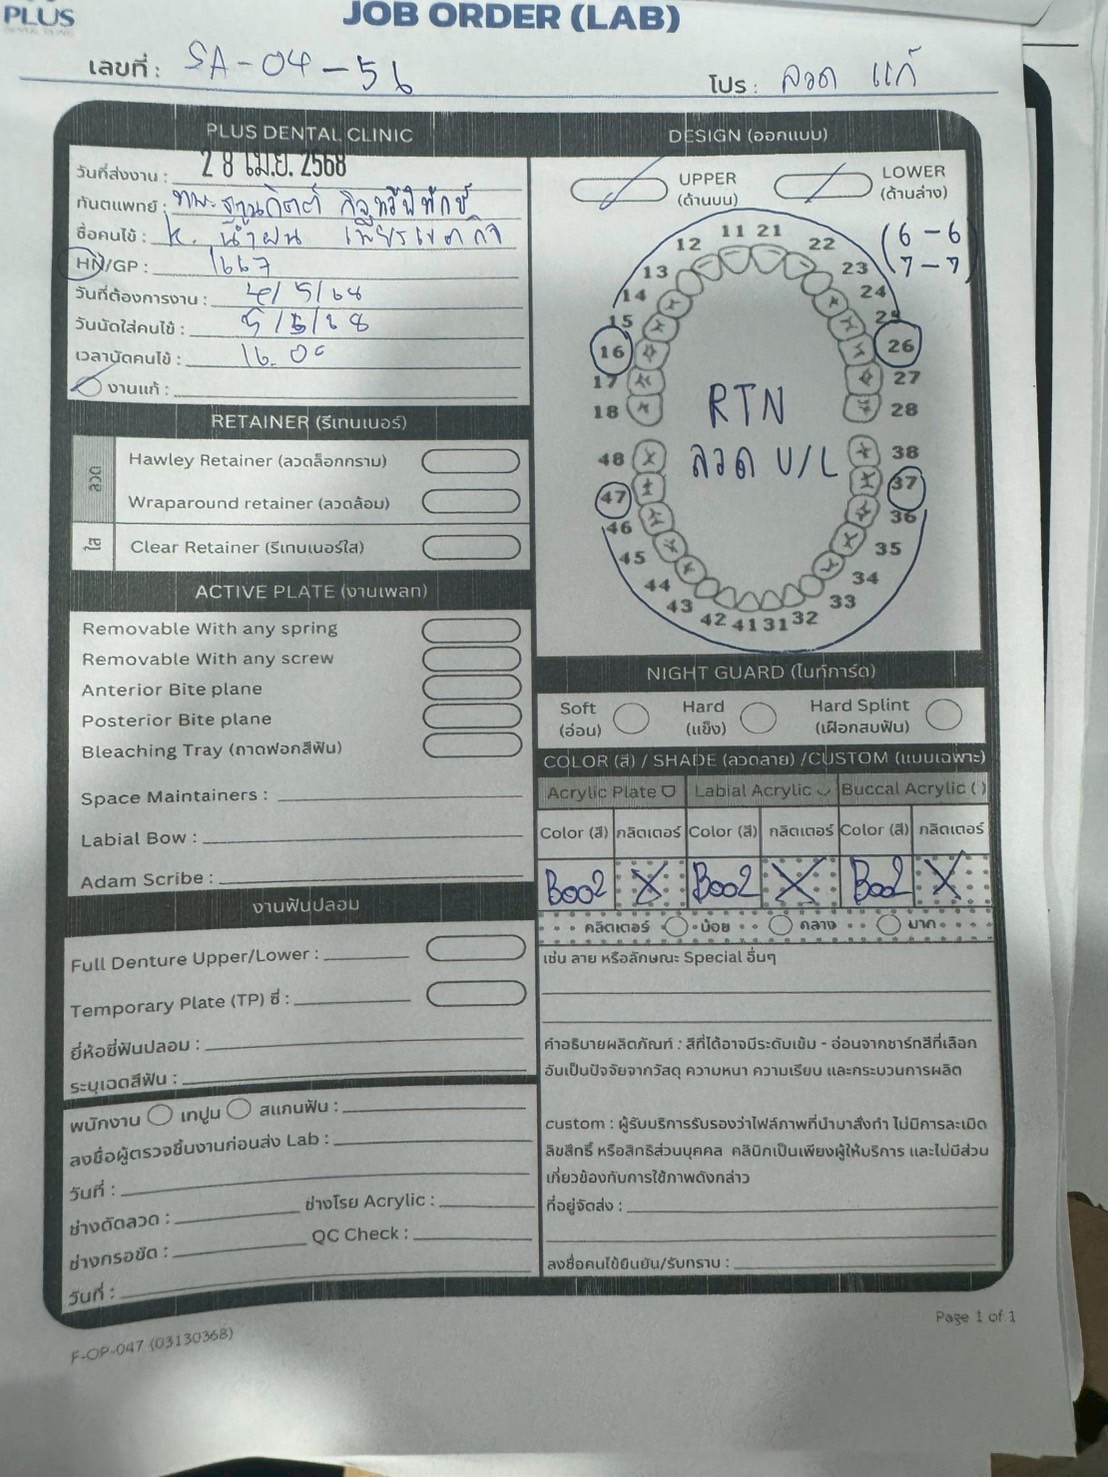 PLUS
JOB ORDER (LAB)
เลขที่ : SA-04-56
โปร : ลวด แก้
PLUS DENTAL CLINIC
วันที่ส่งงาน : 28 เม.ย. 2568
ทันตแพทย์ : ทพ.
ชื่อคนไข้ : K. น้ำฝน
HN/GP : 1667
วันที่ต้องการงาน : 4/5/68
วันนัดใส่คนไข้ : 5/5/68
เวลานัดคนไข้ : 16.00
งานแก้ :
RETAINER (รีเทนเนอร์)
ลวด
Hawley Retainer (ลวดล็อกกราม)
Wraparound retainer (ลวดล้อม)
ใส
Clear Retainer (รีเทนเนอร์ใส)
ACTIVE PLATE (งานเพลท)
Removable With any spring
Removable With any screw
Anterior Bite plane
Posterior Bite plane
Bleaching Tray (ถาดฟอกสีฟัน)
Space Maintainers :
Labial Bow :
Adam Scribe :
งานฟันปลอม
Full Denture Upper/Lower :
Temporary Plate (TP) ซี่ :
ยี่ห้อซี่ฟันปลอม :
ระบุเฉดสีฟัน :
พนักงาน เทปูน สแกนฟัน :
ลงชื่อผู้ตรวจชิ้นงานก่อนส่ง Lab :
วันที่ :
ช่างดัดลวด : ช่างโรย Acrylic :
ช่างกรอขัด : QC Check :
วันที่ :
DESIGN (ออกแบบ)
UPPER (ด้านบน)
LOWER (ด้านล่าง)
(6 - 6
7 - 7)
11 21
12 22
13 23
14 24
15 25
16 26
17 27
18 28
RTN
ลวด U/L
48 38
47 37
46 36
45 35
44 34
43 33
42 41 31 32
NIGHT GUARD (ไนท์การ์ด)
Soft (อ่อน)
Hard (แข็ง)
Hard Splint (เฝือกสบฟัน)
COLOR (สี) / SHADE (ลวดลาย) /CUSTOM (แบบเฉพาะ)
Acrylic Plate Labial Acrylic Buccal Acrylic ( )
Color (สี) กลิตเตอร์ Color (สี) กลิตเตอร์ Color (สี) กลิตเตอร์
B002 X B002 X B002 X
กลิตเตอร์ น้อย กลาง มาก
เช่น ลาย หรือลักษณะ Special อื่นๆ
คำอธิบายผลิตภัณฑ์ : สีที่ได้อาจมีระดับเข้ม - อ่อนจากชาร์ทสีที่เลือก
อันเป็นปัจจัยจากวัสดุ ความหนา ความเรียบ และกระบวนการผลิต
custom : ผู้รับบริการรับรองว่าไฟล์ภาพที่นำมาสั่งทำ ไม่มีการละเมิด
ลิขสิทธิ์ หรือสิทธิส่วนบุคคล คลินิกเป็นเพียงผู้ให้บริการ และไม่มีส่วน
เกี่ยวข้องกับการใช้ภาพดังกล่าว
ที่อยู่จัดส่ง :
ลงชื่อคนไข้ยืนยัน/รับทราบ :
Page 1 of 1
F-OP-047 (03130368)